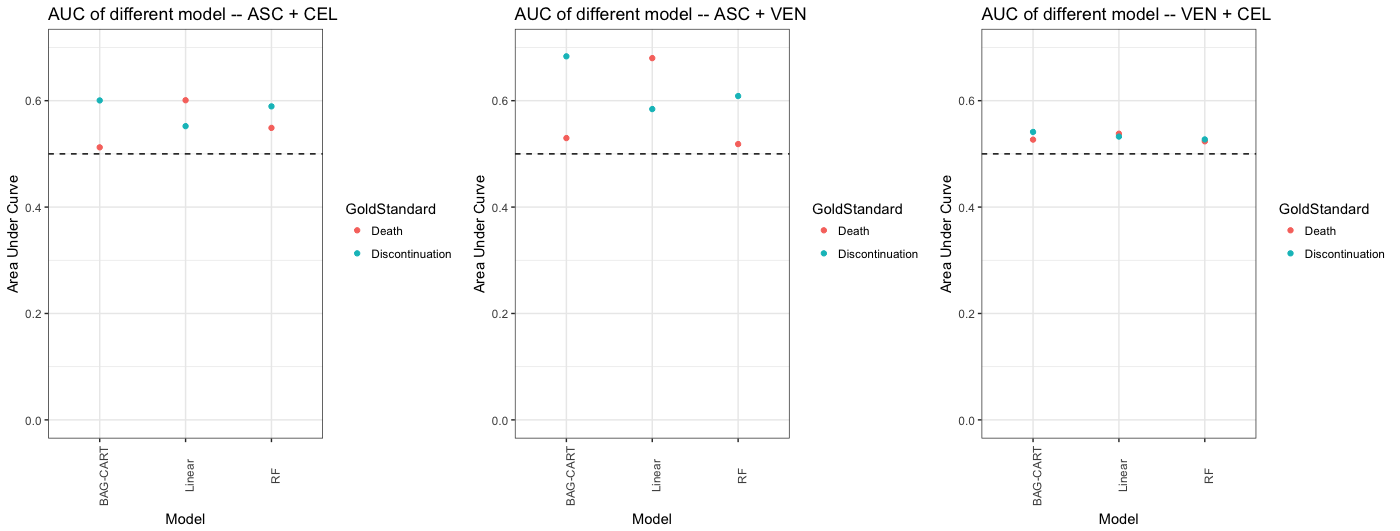 AUC of different model -- ASC + CEL
Area Under Curve
0.6
0.4
0.2
0.0
BAG-CART
Linear
RF
Model
GoldStandard
Death
Discontinuation
AUC of different model -- ASC + VEN
Area Under Curve
0.6
0.4
0.2
0.0
BAG-CART
Linear
RF
Model
GoldStandard
Death
Discontinuation
AUC of different model -- VEN + CEL
Area Under Curve
0.6
0.4
0.2
0.0
BAG-CART
Linear
RF
Model
GoldStandard
Death
Discontinuation